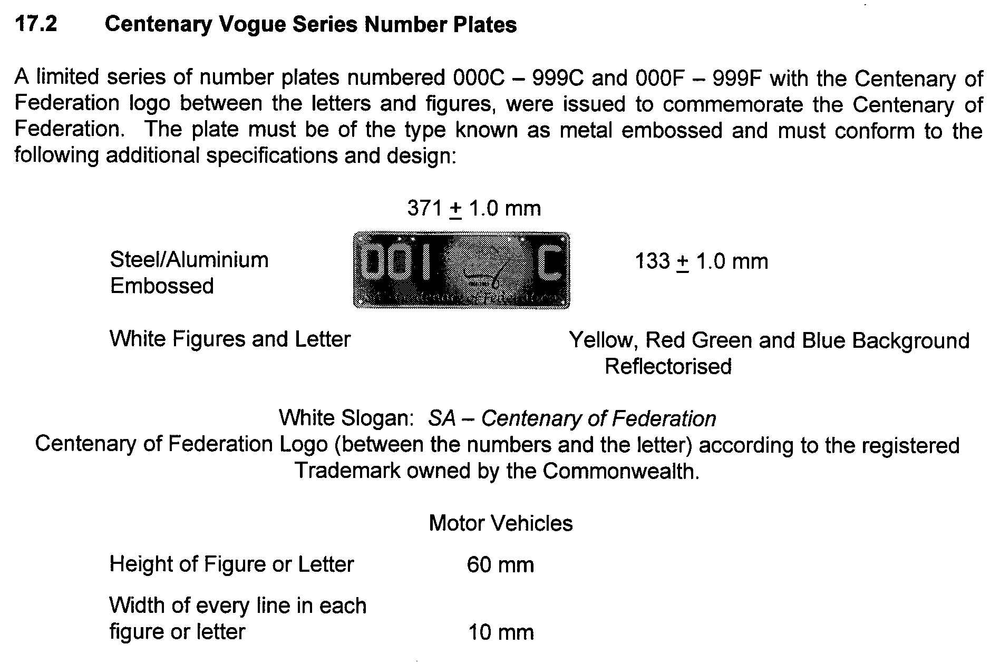 17.2 Centenary Vogue Series Number Plates
A limited series of number plates numbered 000C – 999C and 000F – 999F with the Centenary of
Federation logo between the letters and figures, were issued to commemorate the Centenary of
Federation. The plate must be of the type known as metal embossed and must conform to the
following additional specifications and design:
371 ± 1.0 mm
001 C
Steel/Aluminium
Embossed
133 ± 1.0 mm
SA - Centenary of Federation
White Figures and Letter
Yellow, Red Green and Blue Background
Reflectorised
White Slogan: SA – Centenary of Federation
Centenary of Federation Logo (between the numbers and the letter) according to the registered
Trademark owned by the Commonwealth.
Motor Vehicles
Height of Figure or Letter 60 mm
Width of every line in each
figure or letter 10 mm